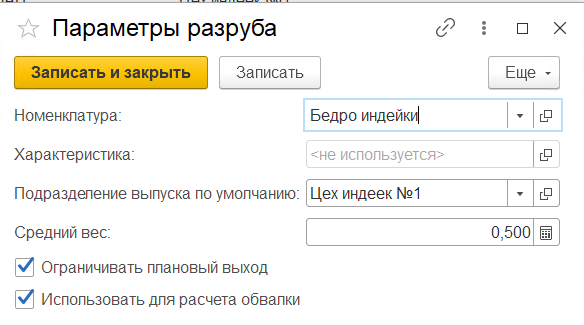 Параметры разруба
Записать и закрыть Записать Еще
Номенклатура: Бедро индейки
Характеристика: <не используется>
Подразделение выпуска по умолчанию: Цех индеек №1
Средний вес: 0,500
Ограничивать плановый выход
Использовать для расчета обвалки